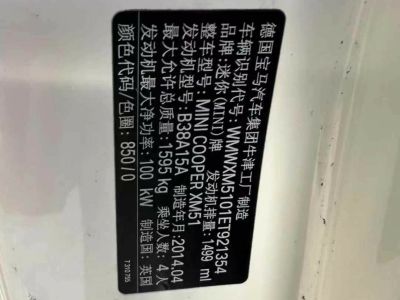 德国宝马汽车集团牛津工厂 制造
车辆识别代号: WMWXM5101ET921354
品牌: 迷你(MINI)牌 发动机排量: 1499 ml
整车型号: MINI COOPER XM51
发动机型号: B38A15A 制造年月: 2014.04
最大允许总质量: 1595 kg 乘坐人数: 4 人
发动机最大净功率: 100 kW 制造国: 英国
颜色代码/色圈: 850/0